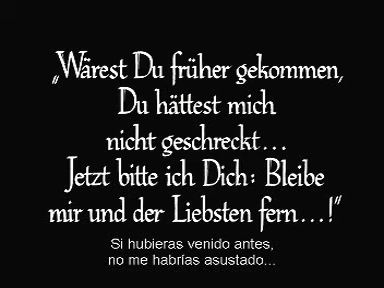 „Wärest Du früher gekommen,
Du hättest mich
nicht geschreckt...
Jetzt bitte ich Dich: Bleibe
mir und der Liebsten fern...!“
Si hubieras venido antes,
no me habrías asustado...